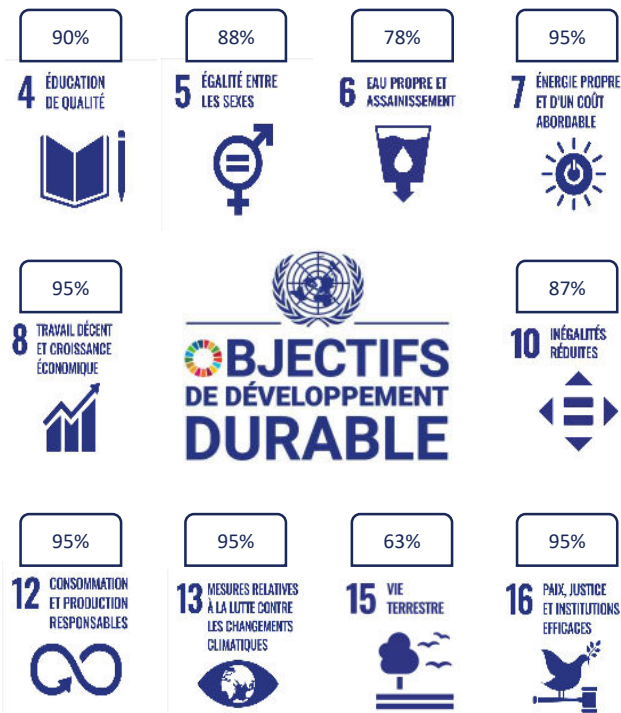 90%
4 ÉDUCATION
DE QUALITÉ
88%
5 ÉGALITÉ ENTRE
LES SEXES
78%
6 EAU PROPRE ET
ASSAINISSEMENT
95%
7 ÉNERGIE PROPRE
ET D'UN COÛT
ABORDABLE
95%
8 TRAVAIL DÉCENT
ET CROISSANCE
ÉCONOMIQUE
OBJECTIFS
DE DÉVELOPPEMENT
DURABLE
87%
10 INÉGALITÉS
RÉDUITES
95%
12 CONSOMMATION
ET PRODUCTION
RESPONSABLES
95%
13 MESURES RELATIVES
À LA LUTTE CONTRE
LES CHANGEMENTS
CLIMATIQUES
63%
15 VIE
TERRESTRE
95%
16 PAIX, JUSTICE
ET INSTITUTIONS
EFFICACES